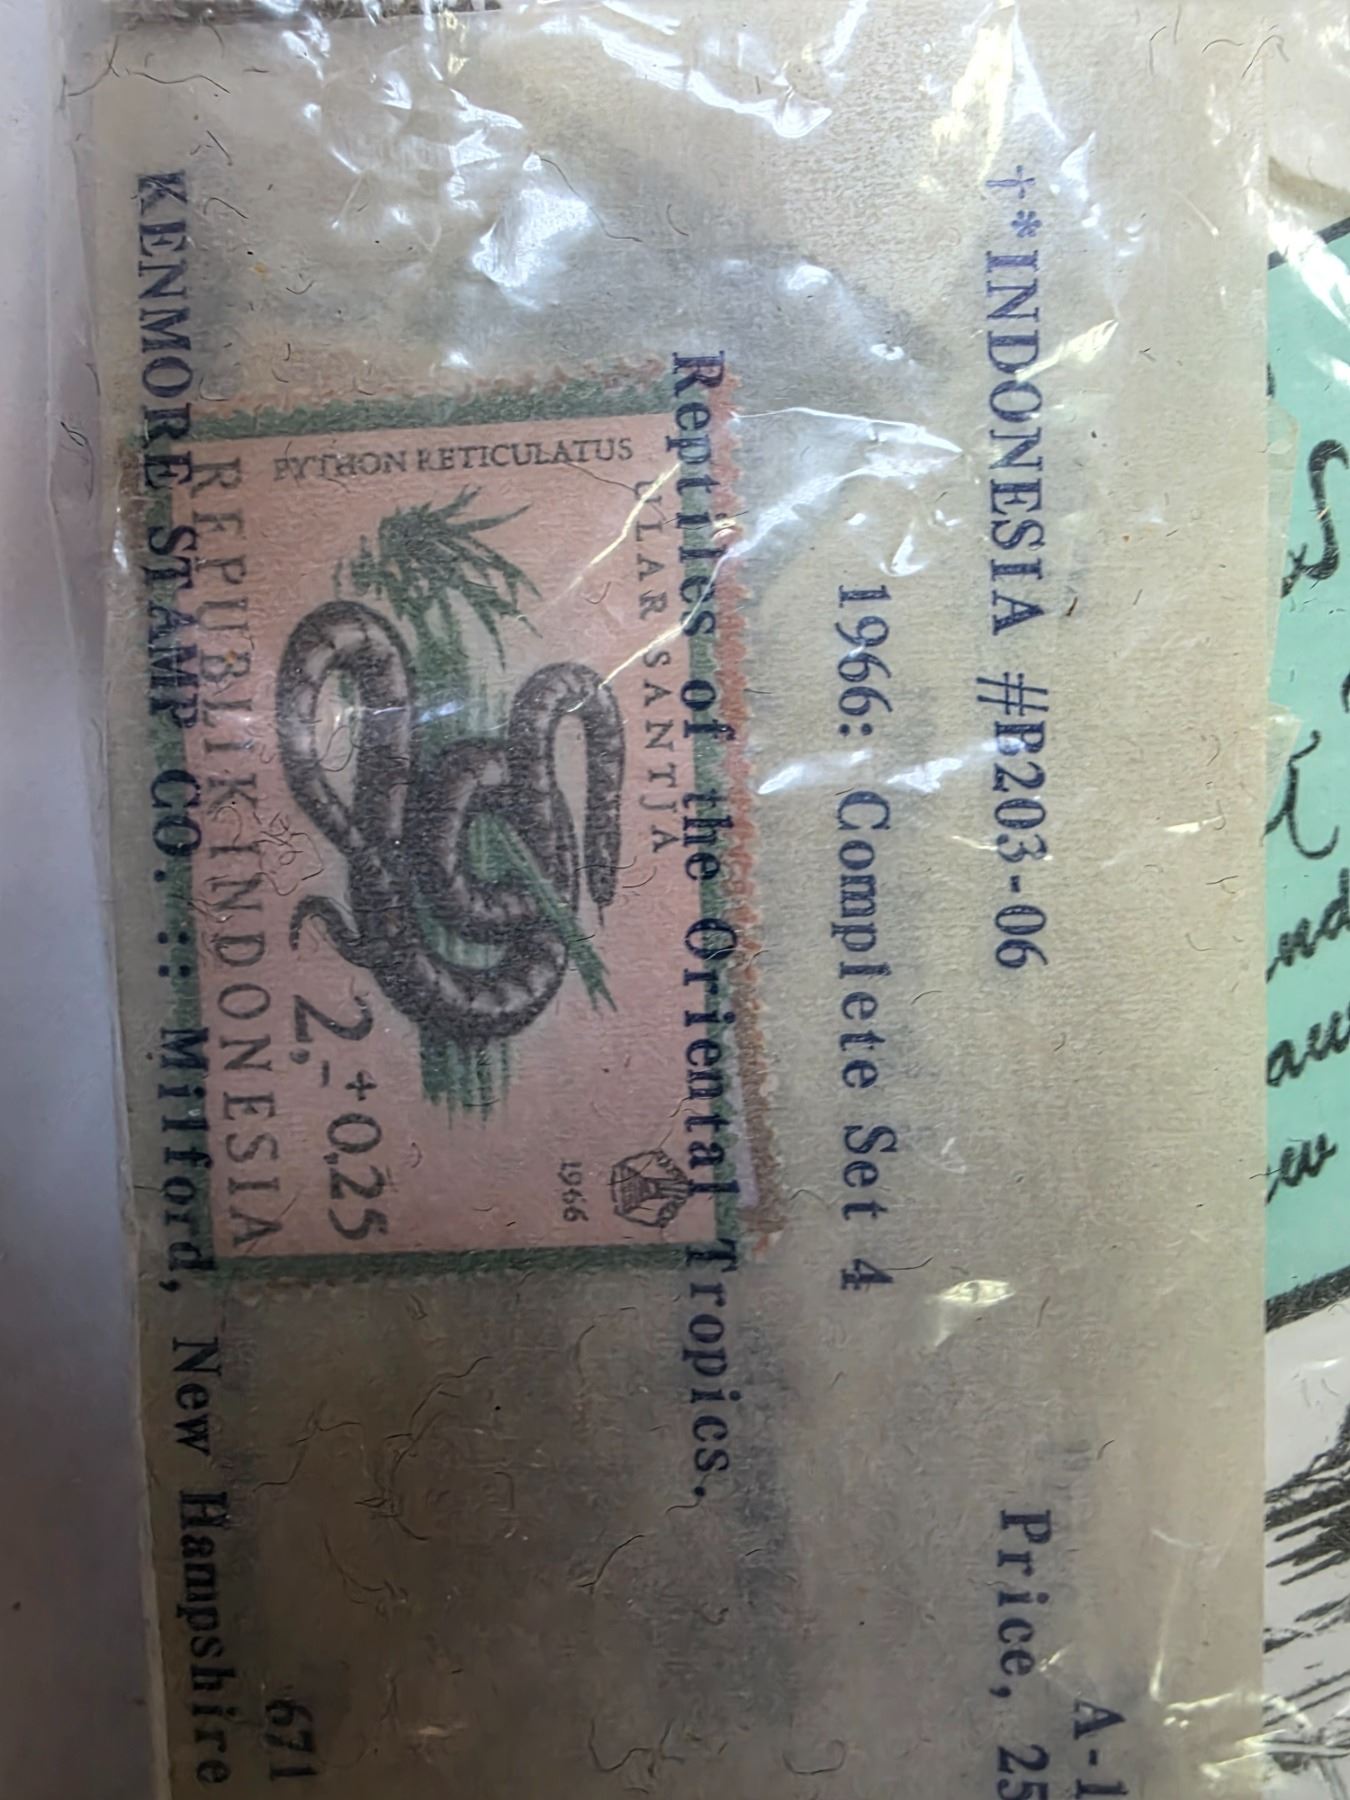 A-1
†*INDONESIA #B203-06 Price, 25
1966: Complete Set 4
Reptiles of the Oriental Tropics.
671
KENMORE STAMP CO. :: Milford, New Hampshire
PYTHON RETICULATUS
ULAR SANTJA
1966
2,- +0,25
REPUBLIK INDONESIA